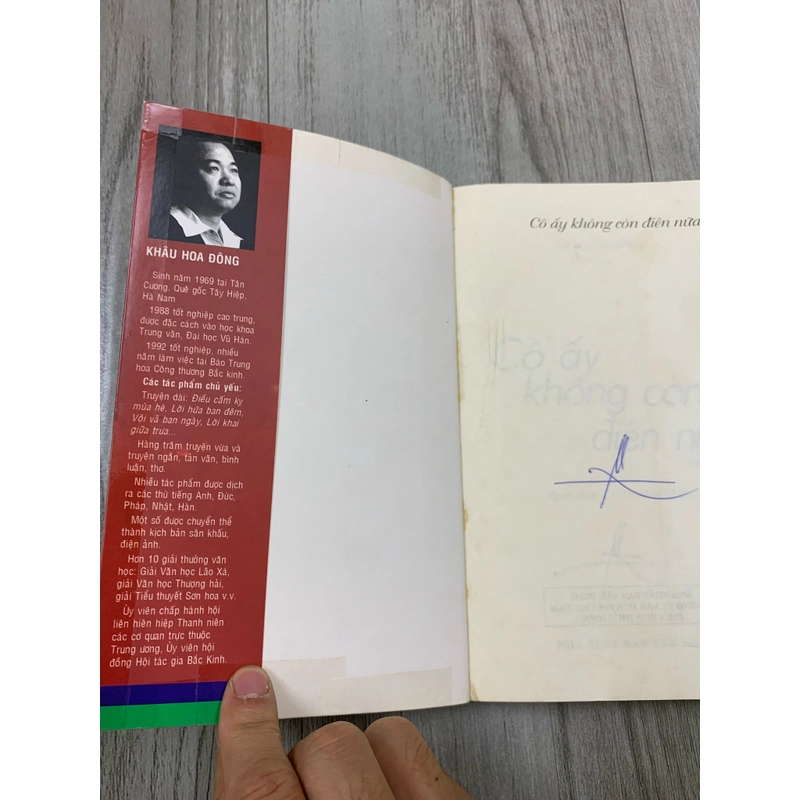 KHẤU HOA ĐÔNG
Sinh năm 1969 tại Tân
Cương. Quê gốc Tây Hiệp,
Hà Nam
1988 tốt nghiệp cao trung,
được đặc cách vào học khoa
Trung văn, Đại học Vũ Hán.
1992 tốt nghiệp, nhiều
năm làm việc tại Báo Trung
hoa Công thương Bắc kinh.
Các tác phẩm chủ yếu:
Truyện dài: Điều cấm kỵ
mùa hè, Lời hứa ban đêm,
Vội vã ban ngày, Lời khai
giữa trưa...
Hàng trăm truyện vừa và
truyện ngắn, tản văn, bình
luận, thơ.
Nhiều tác phẩm được dịch
ra các thứ tiếng Anh, Đức,
Pháp, Nhật, Hàn.
Một số được chuyển thể
thành kịch bản sân khấu,
điện ảnh.
Hơn 10 giải thưởng văn
học: Giải Văn học Lão Xá,
giải Văn học Thượng hải,
giải Tiểu thuyết Sơn hoa v.v.
Ủy viên chấp hành hội
liên hiệp Thanh niên
các cơ quan trực thuộc
Trung ương, Ủy viên hội
đồng Hội tác gia Bắc Kinh.
Cô ấy không còn điên nữa
Cô ấy
không còn
điên